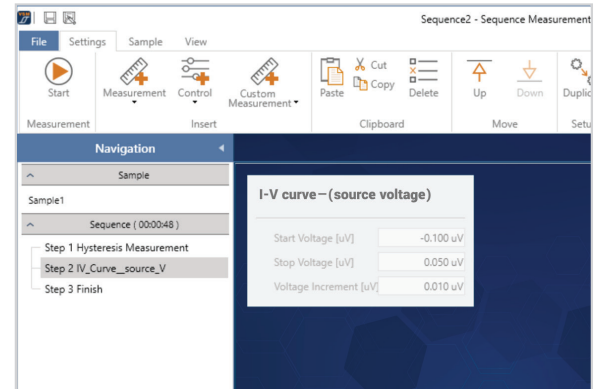 Sequence2 - Sequence Measurement
File Settings Sample View
Start Measurement Control Custom Measurement Paste Cut Copy Delete Up Down
Measurement Insert Clipboard Move
Navigation
Sample
Sample1
Sequence ( 00:00:48 )
Step 1 Hysteresis Measurement
Step 2 IV_Curve__source_V
Step 3 Finish
I-V curve—(source voltage)
Start Voltage [uV] -0.100 uV
Stop Voltage [uV] 0.050 uV
Voltage Increment [uV] 0.010 uV